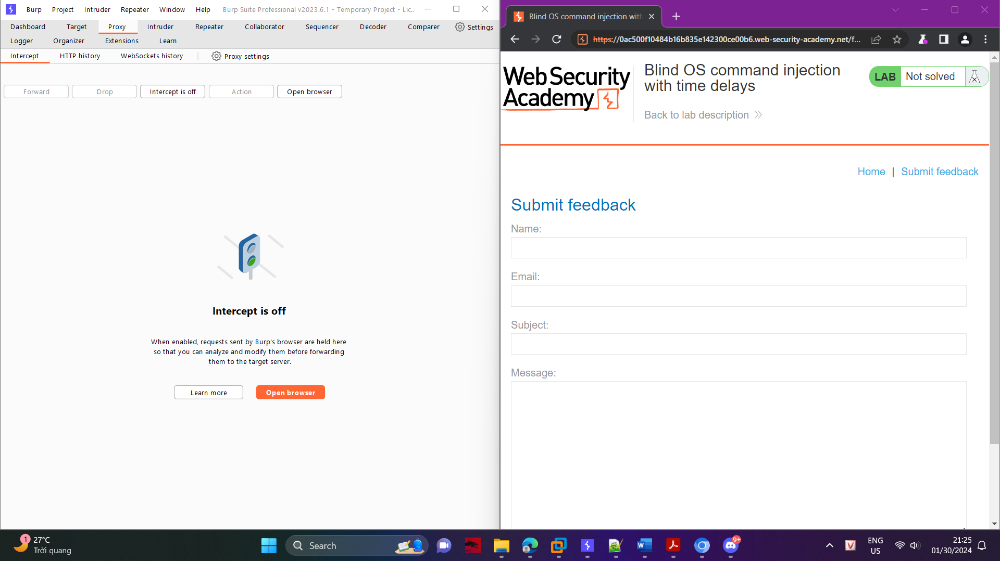 Burp Project Intruder Repeater Window Help Burp Suite Professional v2023.6.1 - Temporary Project - Lic...
Dashboard Target Proxy Intruder Repeater Collaborator Sequencer Decoder Comparer Settings
Logger Organizer Extensions Learn
Intercept HTTP history WebSockets history Proxy settings
Forward Drop Intercept is off Action Open browser
Intercept is off
When enabled, requests sent by Burp's browser are held here
so that you can analyze and modify them before forwarding
them to the target server.
Learn more Open browser
Blind OS command injection with
https://0ac500f10484b16b835e142300ce00b6.web-security-academy.net/f...
Web Security
Academy
Blind OS command injection
with time delays
Back to lab description
LAB Not solved
Home | Submit feedback
Submit feedback
Name:
Email:
Subject:
Message:
1
27°C
Trời quang
Search
9+
ENG
US
21:25
01/30/2024